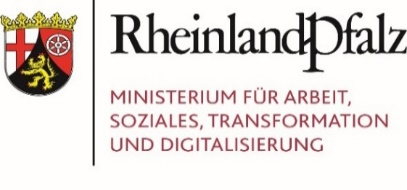 RheinlandPfalz
MINISTERIUM FÜR ARBEIT,
SOZIALES, TRANSFORMATION
UND DIGITALISIERUNG